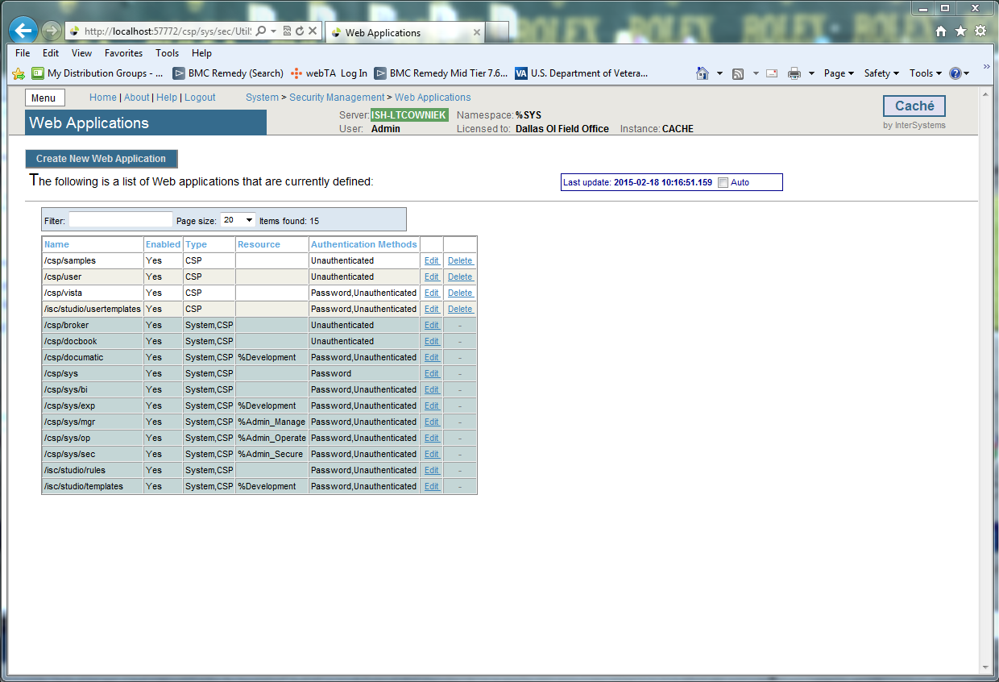 ROLEX ROLEX ROLEX ROLEX
http://localhost:57772/csp/sys/sec/Util Web Applications
File Edit View Favorites Tools Help
My Distribution Groups - ... BMC Remedy (Search) webTA Log In BMC Remedy Mid Tier 7.6... VA U.S. Department of Vetera... Page Safety Tools
Menu Home | About | Help | Logout System > Security Management > Web Applications
Caché
by InterSystems
Web Applications
Server: ISH-LTCOWNIEK Namespace: %SYS
User: Admin Licensed to: Dallas OI Field Office Instance: CACHE
Create New Web Application
The following is a list of Web applications that are currently defined:
Last update: 2015-02-18 10:16:51.159 Auto
Filter: Page size: 20 Items found: 15
Name Enabled Type Resource Authentication Methods
/csp/samples Yes CSP Unauthenticated Edit Delete
/csp/user Yes CSP Unauthenticated Edit Delete
/csp/vista Yes CSP Password,Unauthenticated Edit Delete
/isc/studio/usertemplates Yes CSP Password,Unauthenticated Edit Delete
/csp/broker Yes System,CSP Unauthenticated Edit -
/csp/docbook Yes System,CSP Unauthenticated Edit -
/csp/documatic Yes System,CSP %Development Password,Unauthenticated Edit -
/csp/sys Yes System,CSP Password Edit -
/csp/sys/bi Yes System,CSP Password,Unauthenticated Edit -
/csp/sys/exp Yes System,CSP %Development Password,Unauthenticated Edit -
/csp/sys/mgr Yes System,CSP %Admin_Manage Password,Unauthenticated Edit -
/csp/sys/op Yes System,CSP %Admin_Operate Password,Unauthenticated Edit -
/csp/sys/sec Yes System,CSP %Admin_Secure Password,Unauthenticated Edit -
/isc/studio/rules Yes System,CSP Password,Unauthenticated Edit -
/isc/studio/templates Yes System,CSP %Development Password,Unauthenticated Edit -